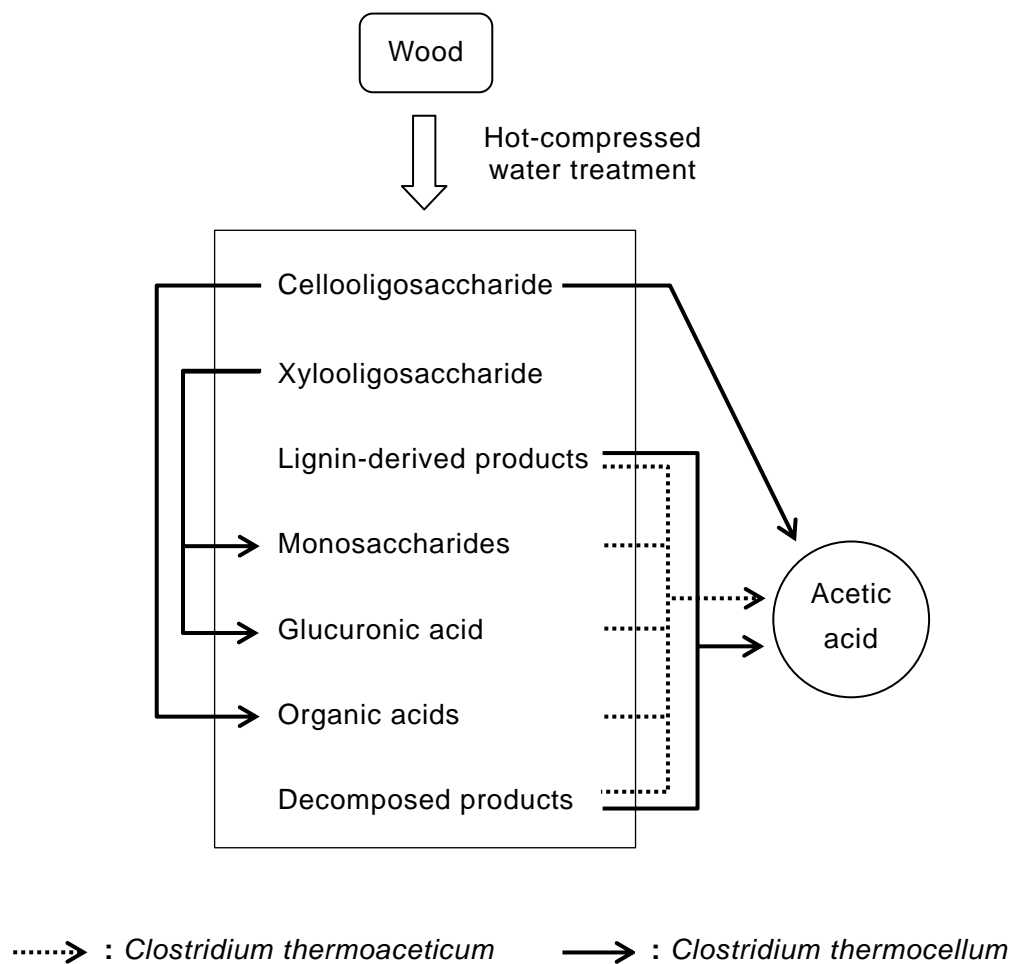 Wood
Hot-compressed
water treatment
Cellooligosaccharide
Xylooligosaccharide
Lignin-derived products
Monosaccharides
Glucuronic acid
Organic acids
Decomposed products
Acetic
acid
: Clostridium thermoaceticum
: Clostridium thermocellum